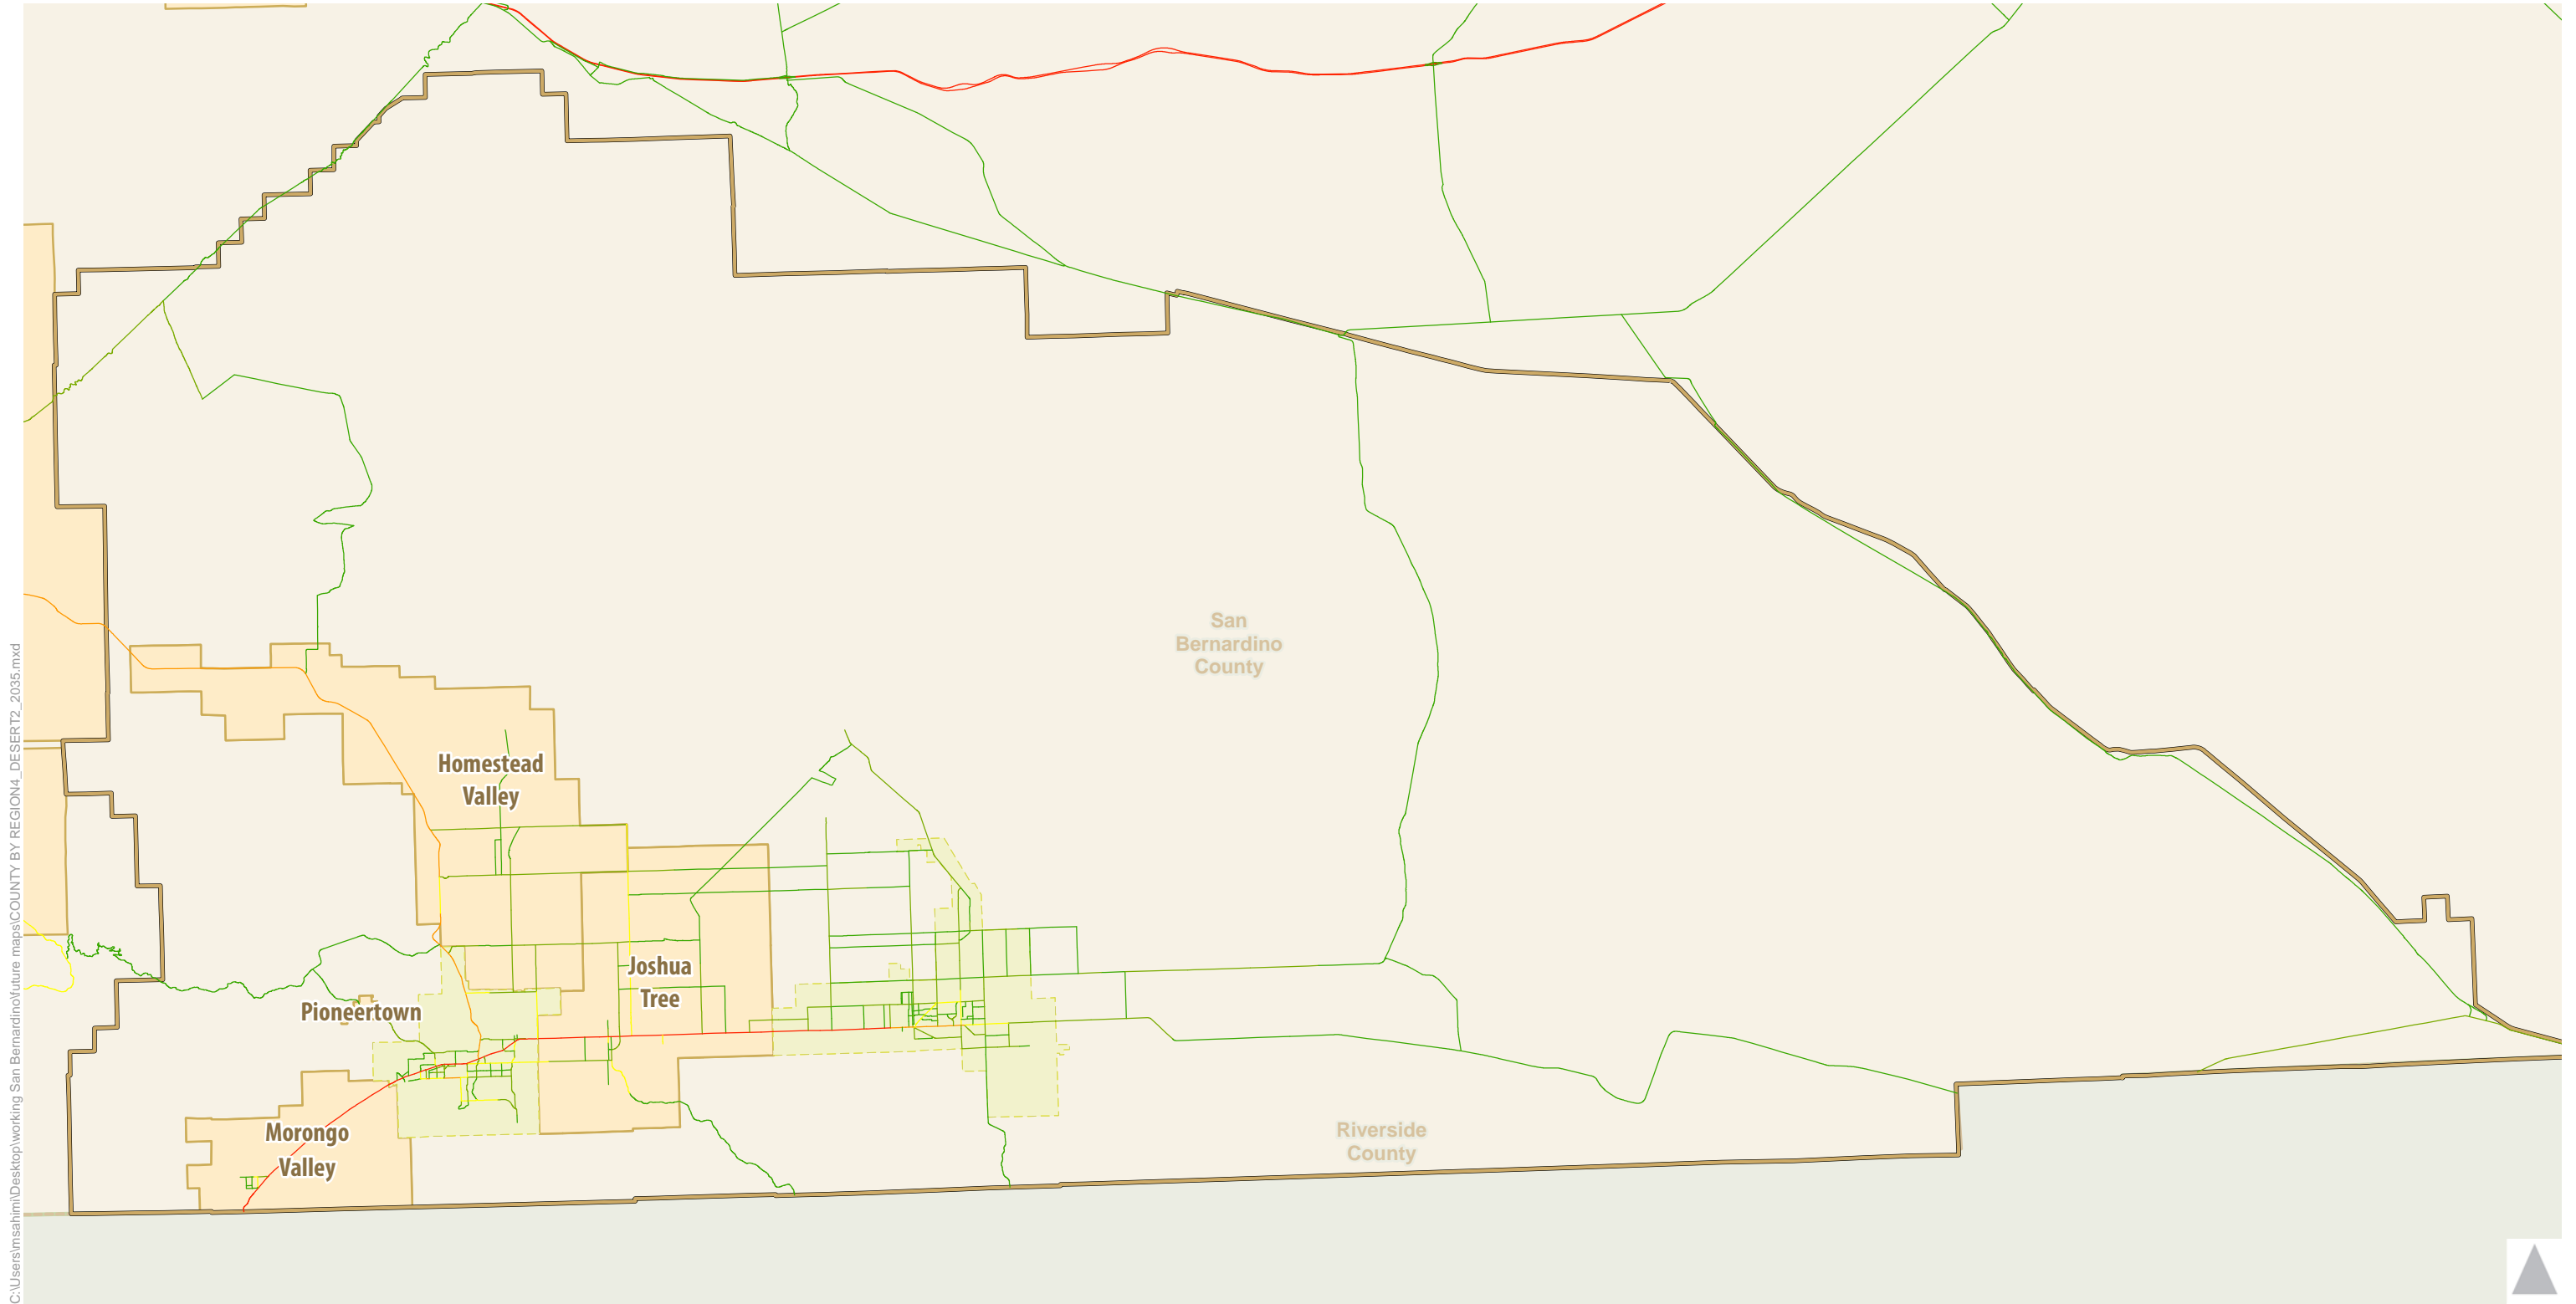 San
Bernardino
County
Homestead
Valley
Joshua
Tree
Pioneertown
Morongo
Valley
Riverside
County
C:\Users\msahimi\Desktop\working San Bernardino\future maps\COUNTY BY REGION4_DESERT2_2035.mxd